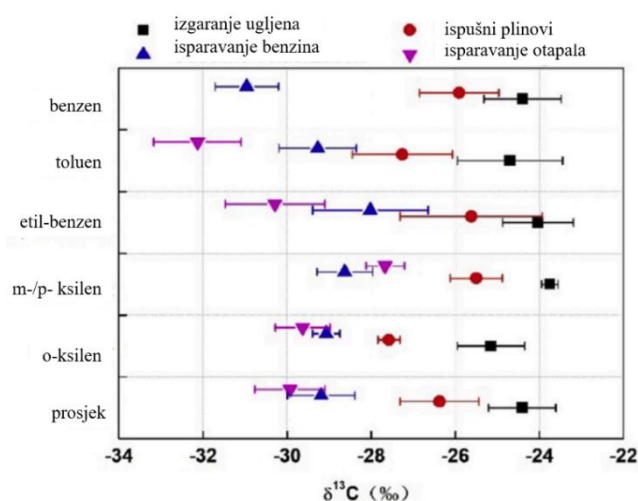 izgaranje ugljena
isparavanje benzina
ispušni plinovi
isparavanje otapala
benzen
toluen
etil-benzen
m-/p- ksilen
o-ksilen
prosjek
-34 -32 -30 -28 -26 -24 -22
δ¹³C (‰)